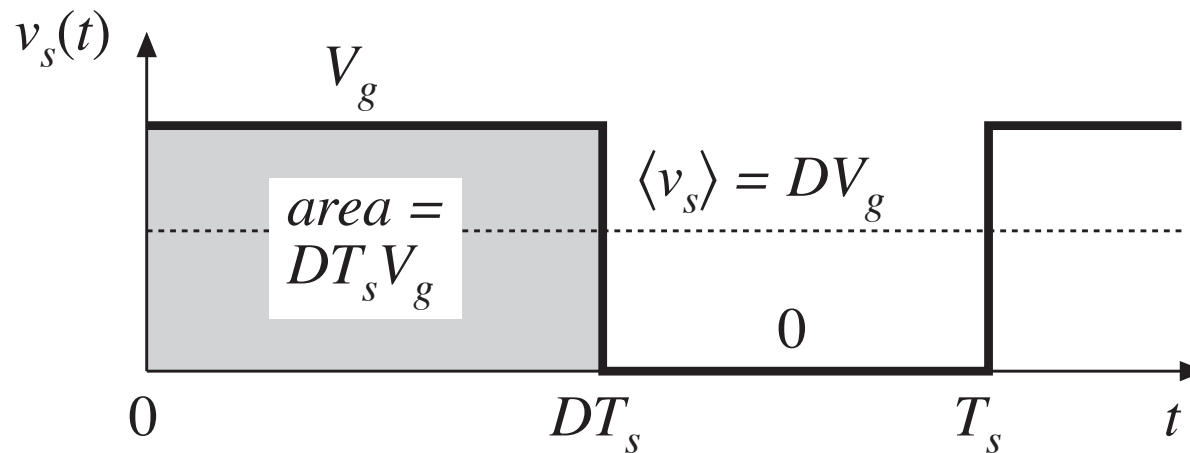 v_s(t)
V_g
⟨v_s⟩ = DV_g
area =
DT_sV_g
0
0 DT_s T_s t